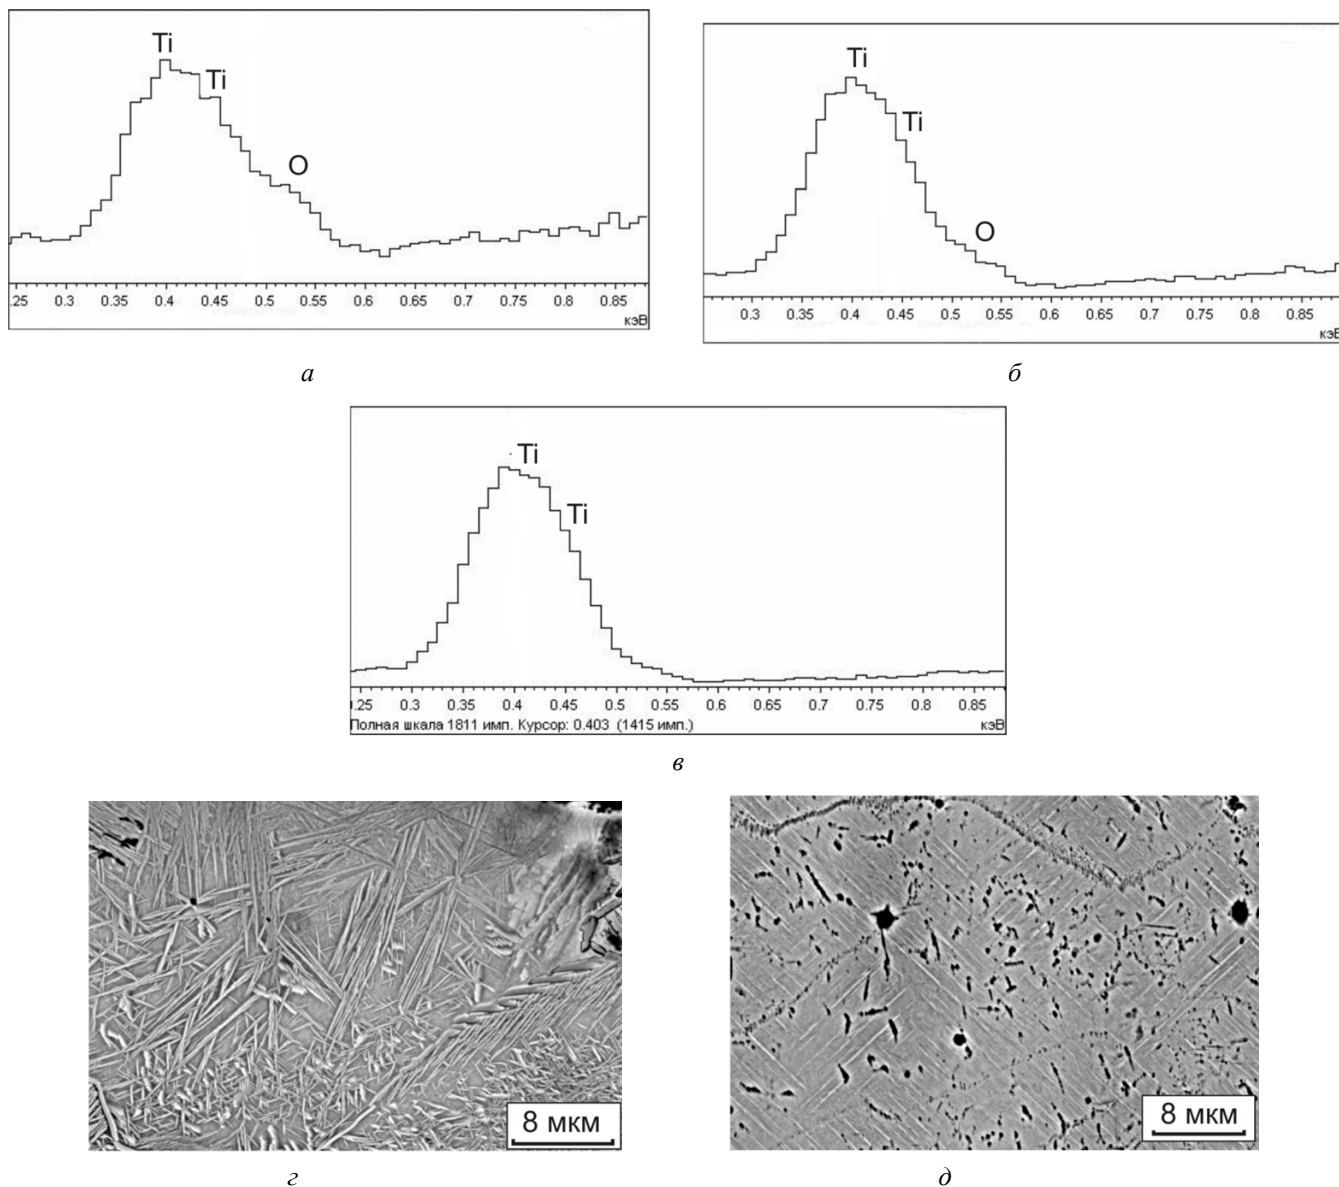 Ti
Ti
O
.25 0.3 0.35 0.4 0.45 0.5 0.55 0.6 0.65 0.7 0.75 0.8 0.85
кэВ
а
Ti
Ti
O
0.3 0.35 0.4 0.45 0.5 0.55 0.6 0.65 0.7 0.75 0.8 0.85
кэВ
б
Ti
Ti
.25 0.3 0.35 0.4 0.45 0.5 0.55 0.6 0.65 0.7 0.75 0.8 0.85
Полная шкала 1811 имп. Курсор: 0.403 (1415 имп.) кэВ
в
8 мкм
г
8 мкм
д